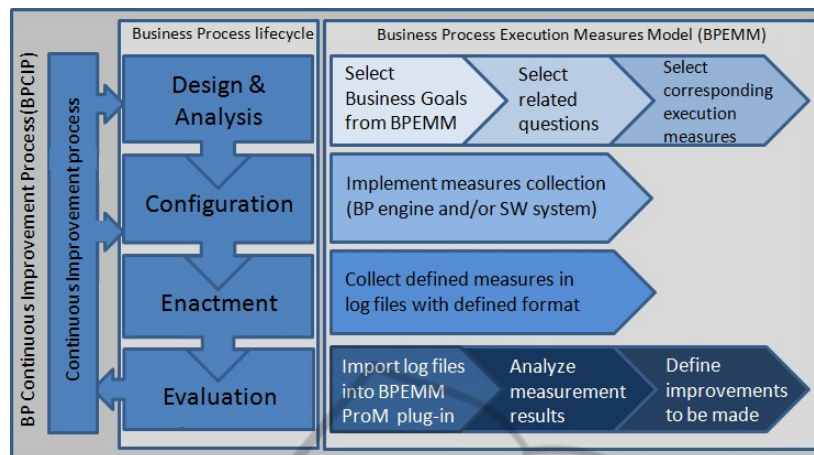 BP Continuous Improvement Process (BPCIP)
Continuous Improvement process
Business Process lifecycle
Business Process Execution Measures Model (BPEMM)
Design &
Analysis
Select
Business Goals
from BPEMM
Select
related
questions
Select
corresponding
execution
measures
Configuration
Implement measures collection
(BP engine and/or SW system)
Enactment
Collect defined measures in
log files with defined format
Evaluation
Import log files
into BPEMM
ProM plug-in
Analyze
measurement
results
Define
improvements
to be made